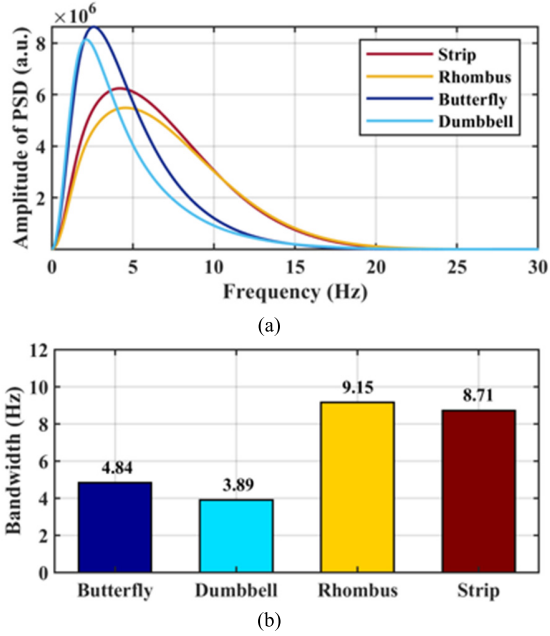 ×10⁶
Amplitude of PSD (a.u.)
8
6
4
2
0 5 10 15 20 25 30
Frequency (Hz)
Strip
Rhombus
Butterfly
Dumbbell
(a)
Bandwidth (Hz)
12
10
8
6
4
2
0
4.84
3.89
9.15
8.71
Butterfly Dumbbell Rhombus Strip
(b)